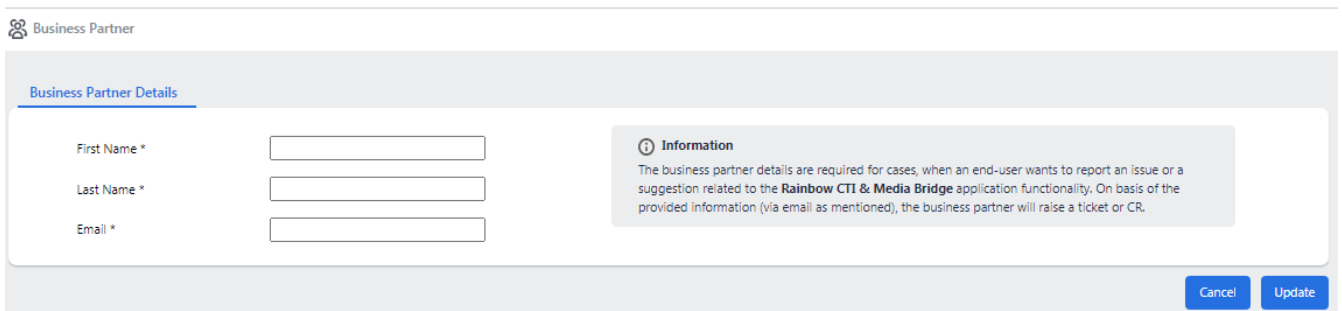 Business Partner
Business Partner Details
First Name *
Last Name *
Email *
Information
The business partner details are required for cases, when an end-user wants to report an issue or a
suggestion related to the Rainbow CTI & Media Bridge application functionality. On basis of the
provided information (via email as mentioned), the business partner will raise a ticket or CR.
Cancel
Update